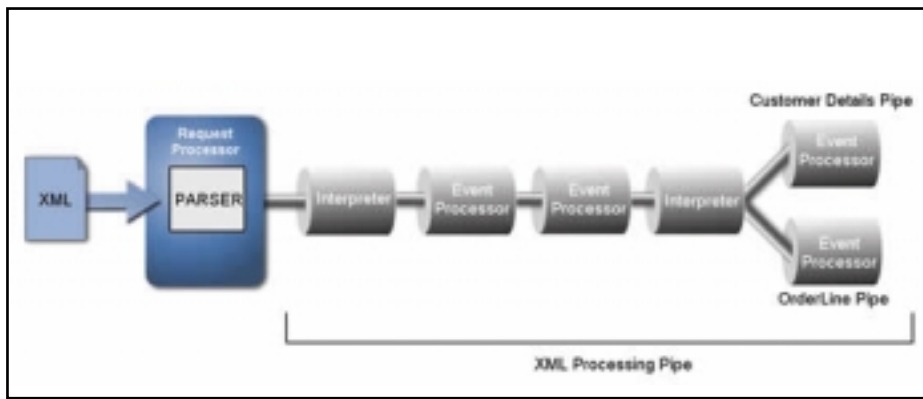 Customer Details Pipe
Request
Processor
XML
PARSER
Interpreter
Event
Processor
Event
Processor
Interpreter
Event
Processor
Event
Processor
OrderLine Pipe
XML Processing Pipe